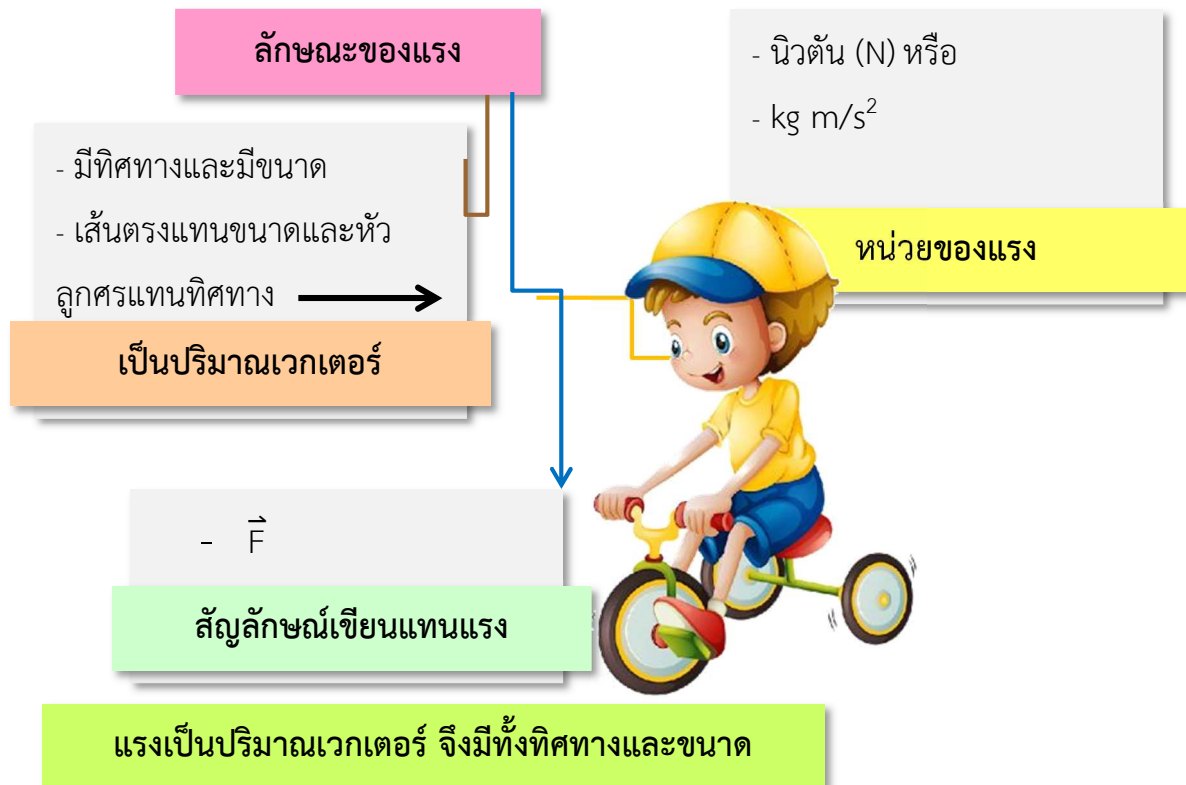 ลักษณะของแรง
- มีทิศทางและมีขนาด
- เส้นตรงแทนขนาดและหัว
ลูกศรแทนทิศทาง
เป็นปริมาณเวกเตอร์
- นิวตัน (N) หรือ
- kg m/s²
หน่วยของแรง
- F⃗
สัญลักษณ์เขียนแทนแรง
แรงเป็นปริมาณเวกเตอร์ จึงมีทั้งทิศทางและขนาด